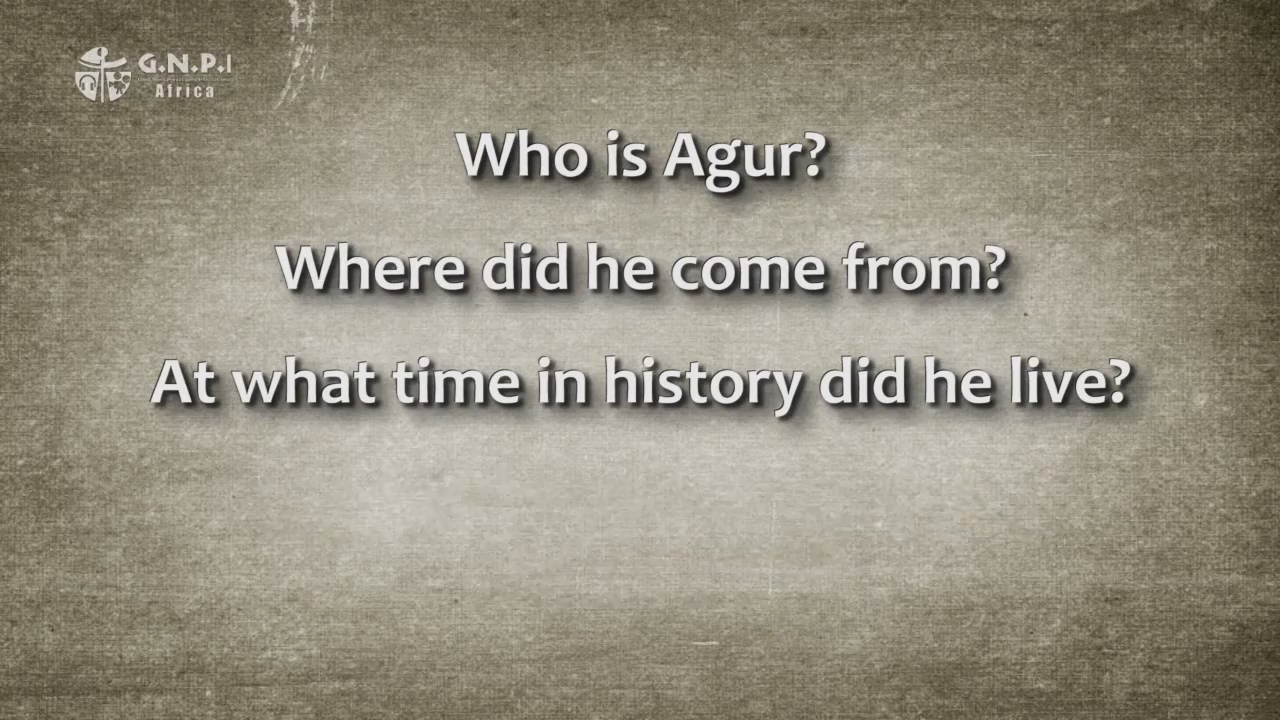 G.N.P.I
Africa
Who is Agur?
Where did he come from?
At what time in history did he live?